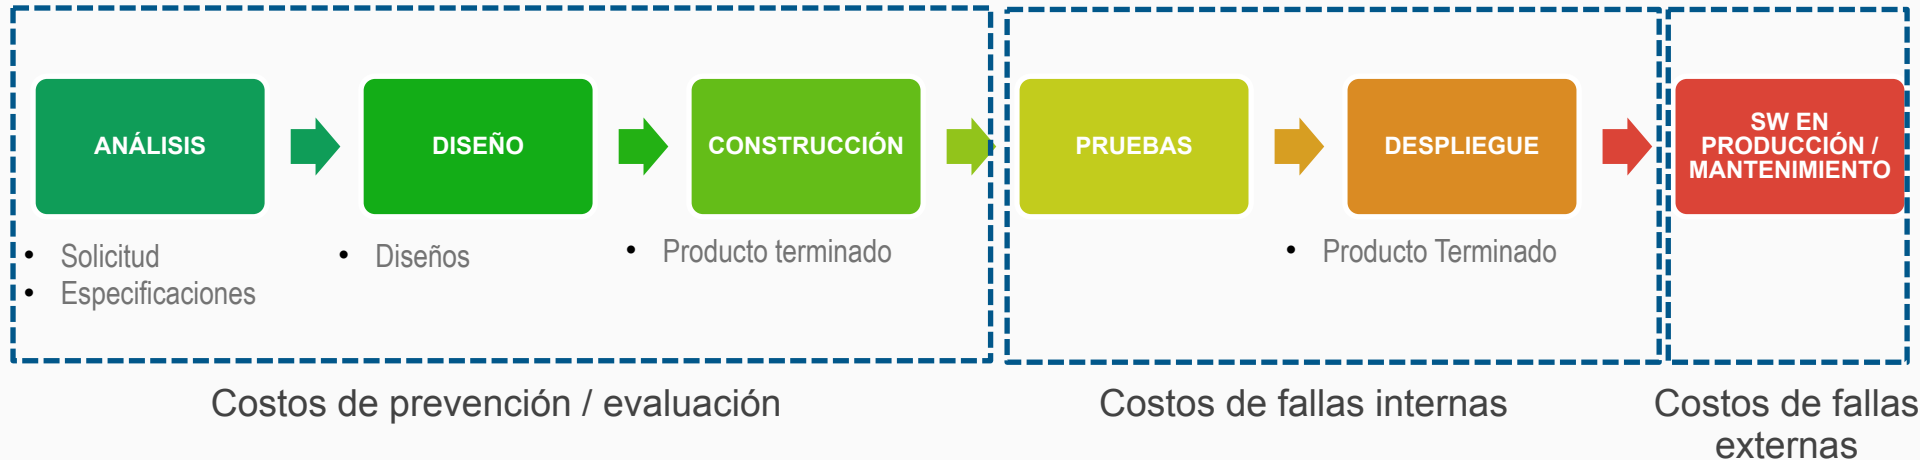 ANÁLISIS
DISEÑO
CONSTRUCCIÓN
PRUEBAS
DESPLIEGUE
SW EN
PRODUCCIÓN /
MANTENIMIENTO
• Solicitud
• Especificaciones
• Diseños
• Producto terminado
• Producto Terminado
Costos de prevención / evaluación
Costos de fallas internas
Costos de fallas
externas